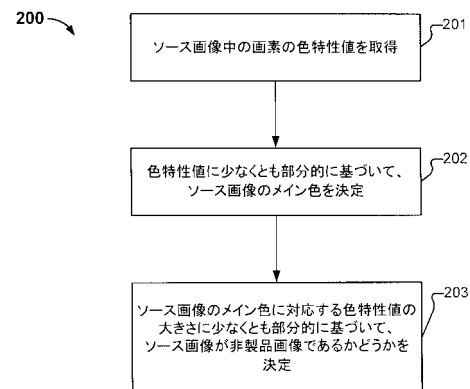 200
ソース画像中の画素の色特性値を取得
201
色特性値に少なくとも部分的に基づいて、
ソース画像のメイン色を決定
202
ソース画像のメイン色に対応する色特性値の
大きさに少なくとも部分的に基づいて、
ソース画像が非製品画像であるかどうかを
決定
203